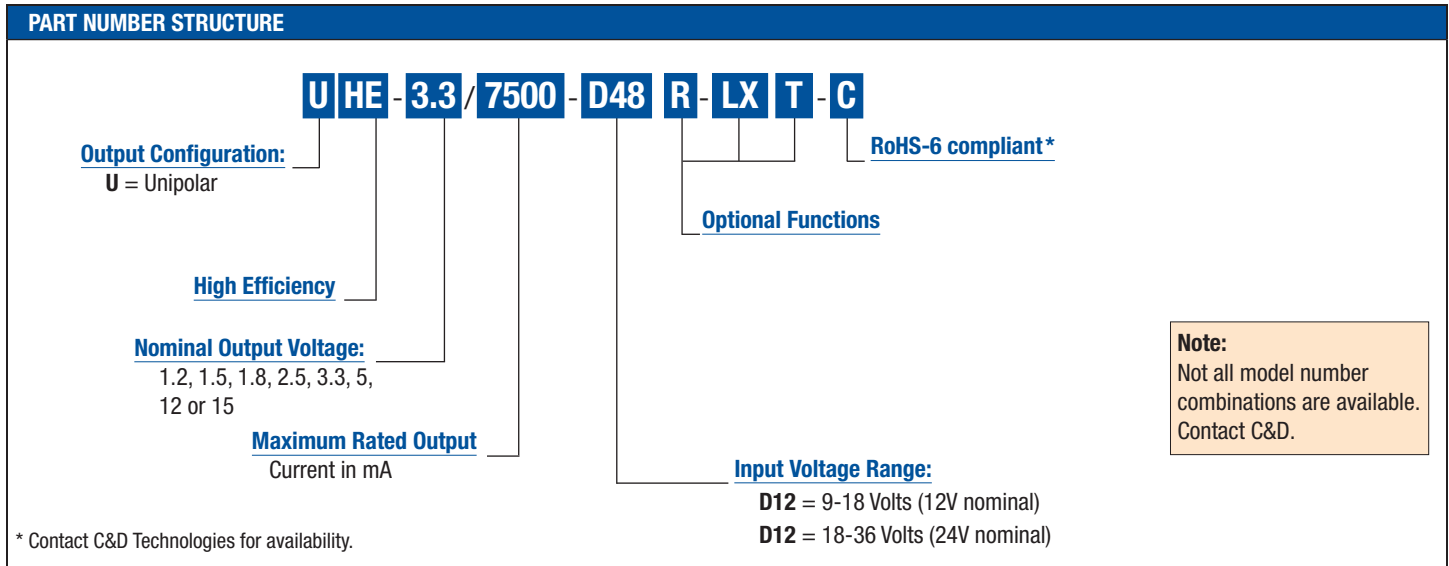 PART NUMBER STRUCTURE
U HE - 3.3 / 7500 - D48 R - LX T - C
Output Configuration:
U = Unipolar
RoHS-6 compliant*
Optional Functions
High Efficiency
Nominal Output Voltage:
1.2, 1.5, 1.8, 2.5, 3.3, 5,
12 or 15
Maximum Rated Output
Current in mA
Input Voltage Range:
D12 = 9-18 Volts (12V nominal)
D12 = 18-36 Volts (24V nominal)
Note:
Not all model number
combinations are available.
Contact C&D.
* Contact C&D Technologies for availability.